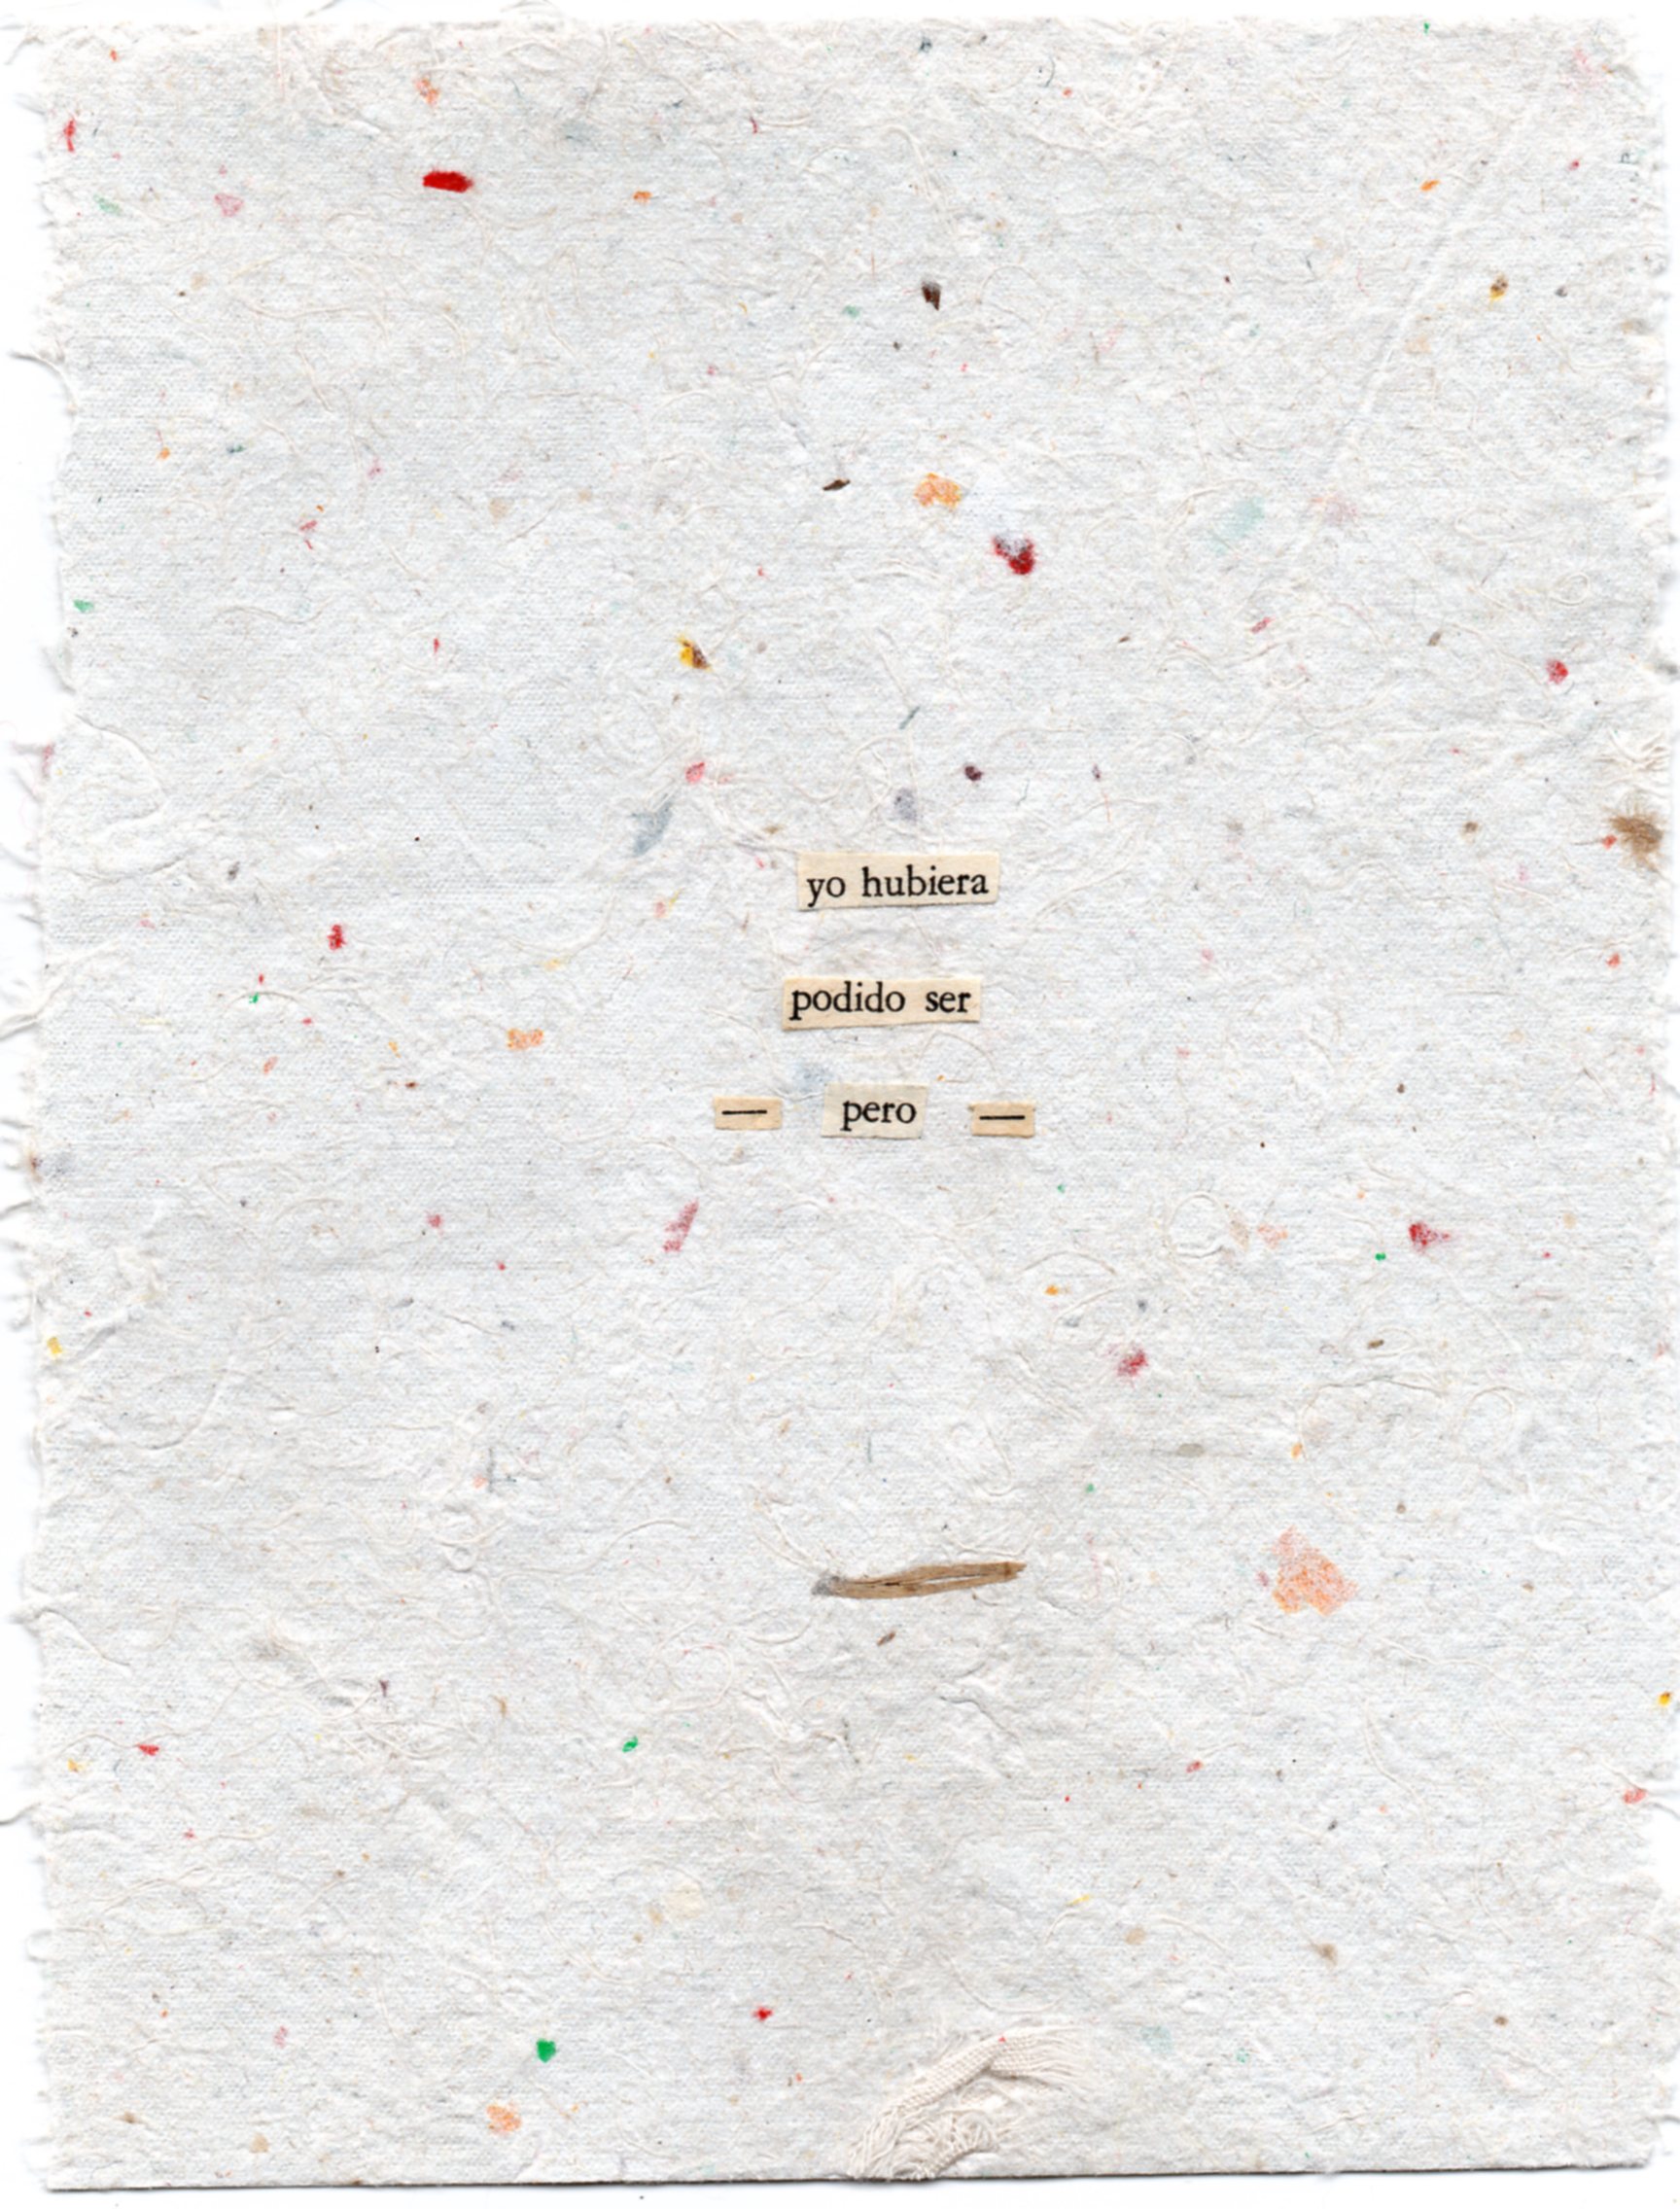 yo hubiera
podido ser
— pero —